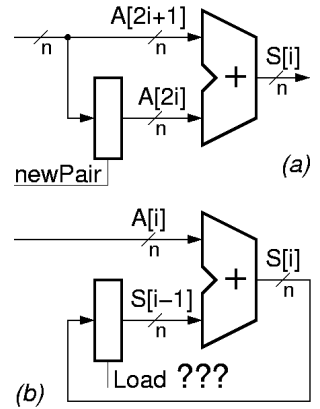 A[2i+1]
n
n
S[i]
+
A[2i]
n
n
newPair
(a)
A[i]
n
S[i]
+
S[i−1]
n
n
Load ???
(b)